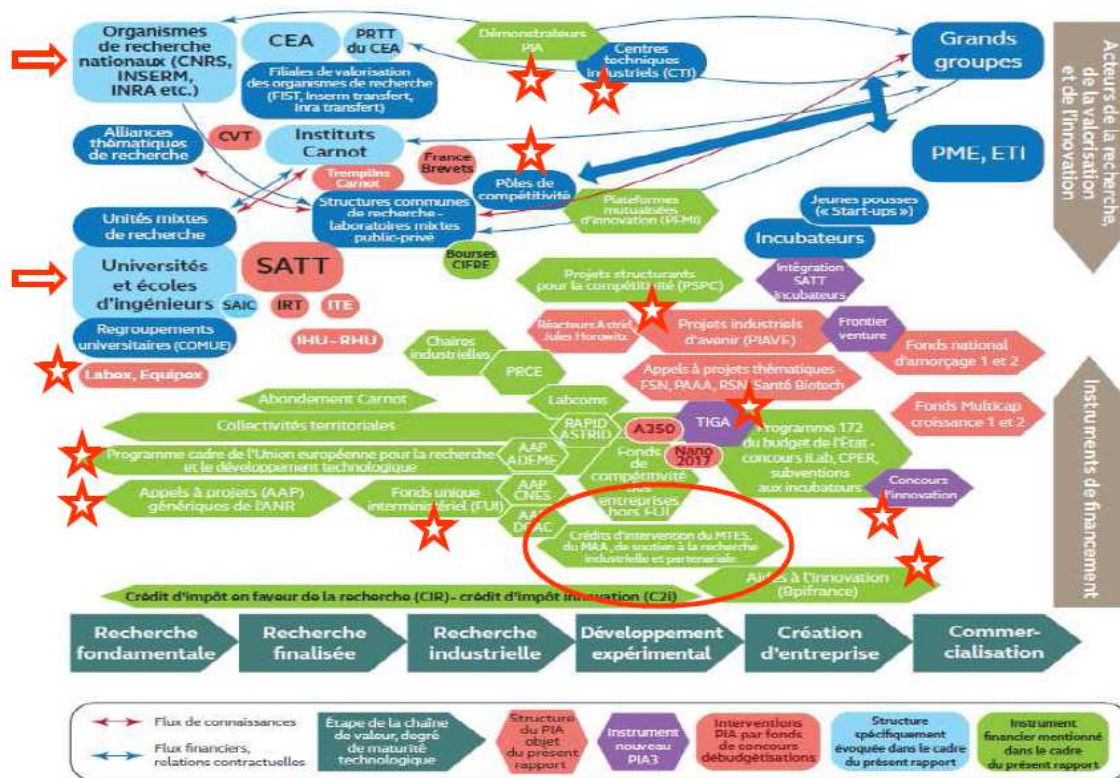 Organismes
de recherche
nationaux (CNRS,
INSERM,
INRA etc.)
CEA
PRTT
du CEA
Démonstrateurs
PIA
Centres
techniques
industriels (CTI)
Grands
groupes
Filiales de valorisation
des organismes de recherche
(FIST, Inserm transfert,
Inra transfert)
Alliances
thématiques
de recherche
CVT
Instituts
Carnot
France
Brevets
Tremplins
Carnot
Pôles de
compétitivité
PME, ETI
Structures communes
de recherche -
laboratoires mixtes
public-privé
Plateformes
mutualisées
d'innovation (PFMI)
Jeunes pousses
(« Start-ups »)
Unités mixtes
de recherche
Incubateurs
Bourses
CIFRE
Universités
et écoles
d'ingénieurs
SATT
SAIC
IRT
ITE
Projets structurants
pour la compétitivité (PSPC)
Intégration
SATT
incubateurs
Regroupements
universitaires (COMUE)
IHU - RHU
Chaires
industrielles
Réacteurs Astrid
Jules Horowitz
Projets industriels
d'avenir (PIAVE)
Frontier
venture
Fonds national
d'amorçage 1 et 2
Labex, Equipex
PRCE
Appels à projets thématiques -
FSN, PAAA, RSN, Santé Biotech
Abondement Carnot
Labcoms
Fonds Multicap
croissance 1 et 2
Collectivités territoriales
RAPID
ASTRID
A350
TIGA
Programme 172
du budget de l'État -
concours iLab, CPER,
subventions
aux incubateurs
Programme cadre de l'Union européenne pour la recherche
et le développement technologique
AAP
ADEME
Nano
2017
Fonds
de
compétitivité
des
entreprises
hors FUI
Appels à projets (AAP)
génériques de l'ANR
Fonds unique
interministériel (FUI)
AAP
CNES
AAP
DGAC
Concours
d'innovation
Crédits d'intervention du MTES,
du MAA, de soutien à la recherche
industrielle et partenariale
Aides à l'innovation
(Bpifrance)
Crédit d'impôt en faveur de la recherche (CIR) - crédit d'impôt innovation (C2i)
Acteurs de la recherche,
de la valorisation
et de l'innovation
Instruments de financement
Recherche
fondamentale
Recherche
finalisée
Recherche
industrielle
Développement
expérimental
Création
d'entreprise
Commer-
cialisation
Flux de connaissances
Flux financiers,
relations contractuelles
Étape de la chaîne
de valeur, degré
de maturité
technologique
Structure
du PIA
objet
du présent
rapport
Instrument
nouveau
PIA3
Interventions
PIA par fonds
de concours
débudgétisations
Structure
spécifiquement
évoquée dans le cadre
du présent rapport
Instrument
financier mentionné
dans le cadre
du présent rapport